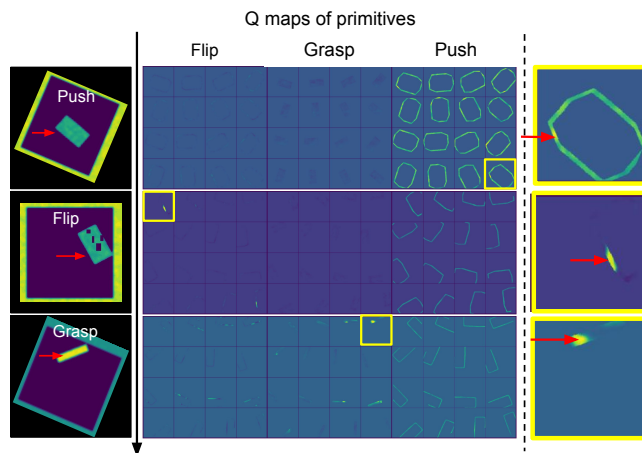 Q maps of primitives
Flip Grasp Push
Push
Flip
Grasp